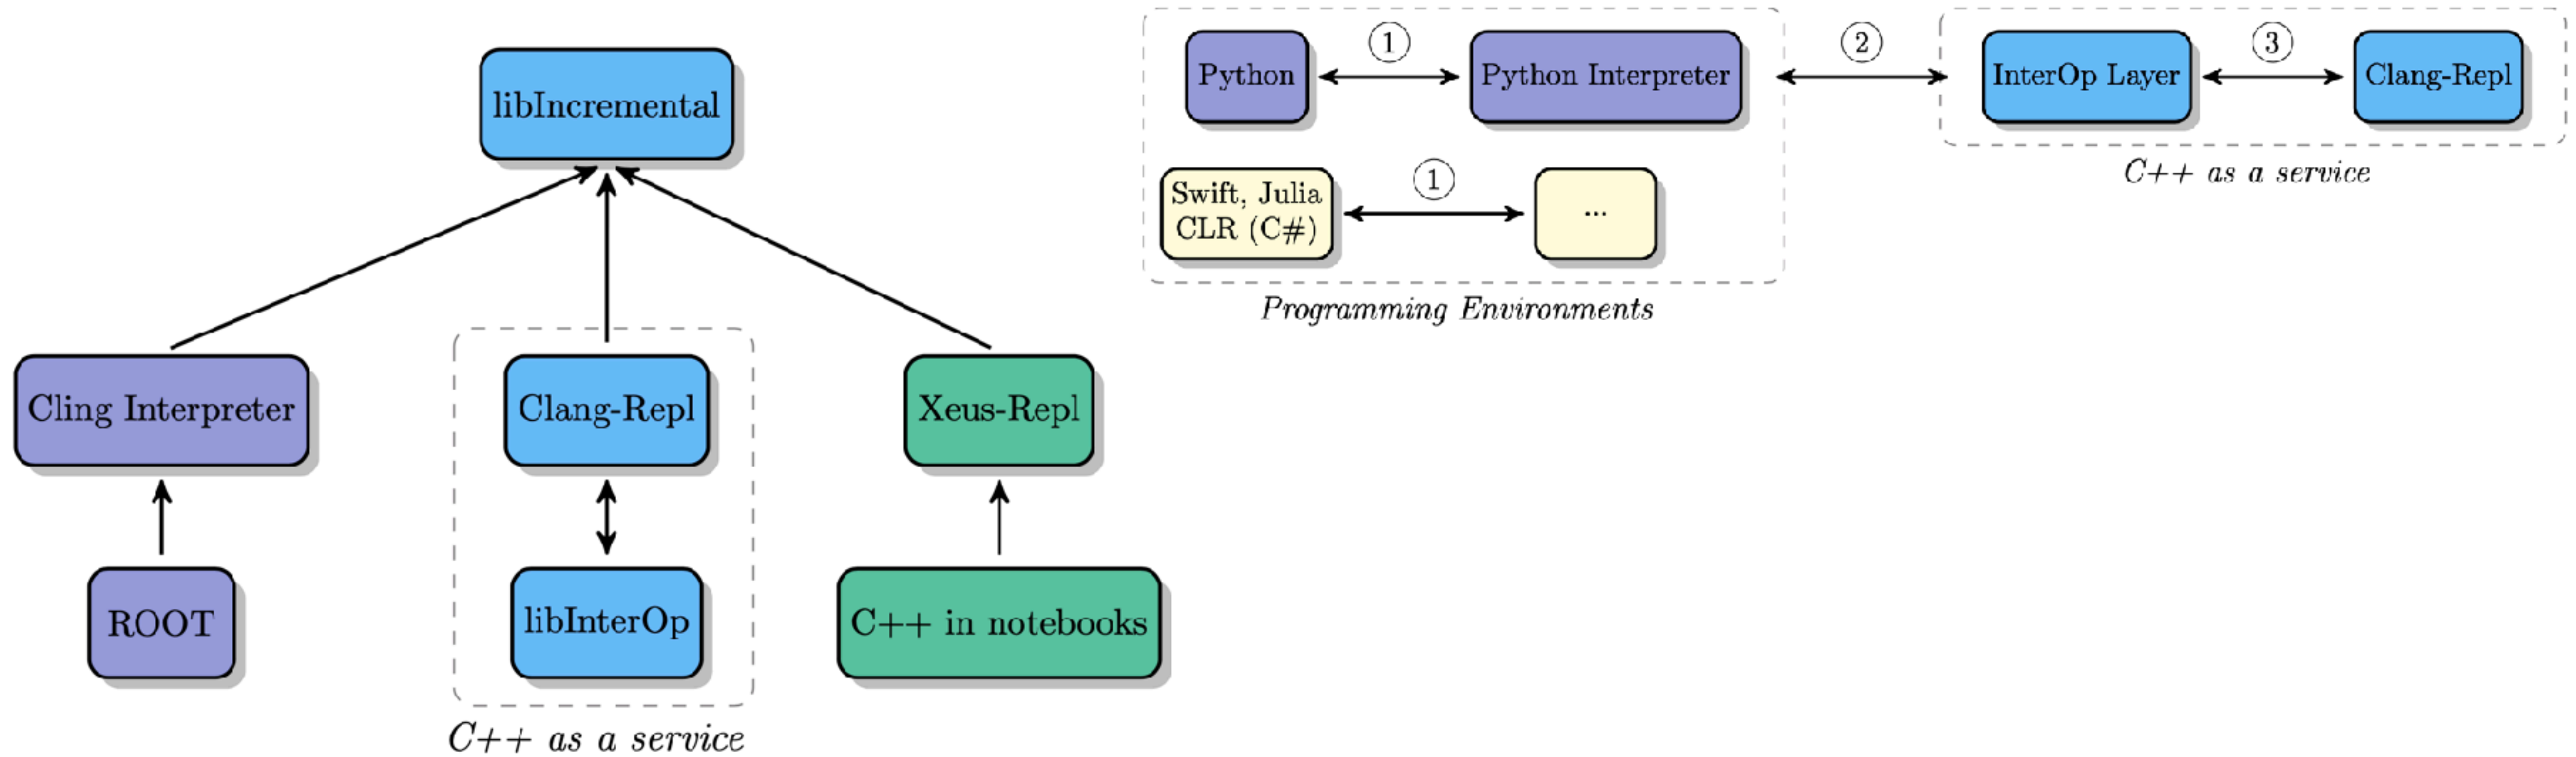 libIncremental
Cling Interpreter
Clang-Repl
Xeus-Repl
ROOT
libInterOp
C++ in notebooks
C++ as a service
Python
1
Python Interpreter
2
InterOp Layer
3
Clang-Repl
C++ as a service
Swift, Julia
CLR (C#)
1
...
Programming Environments